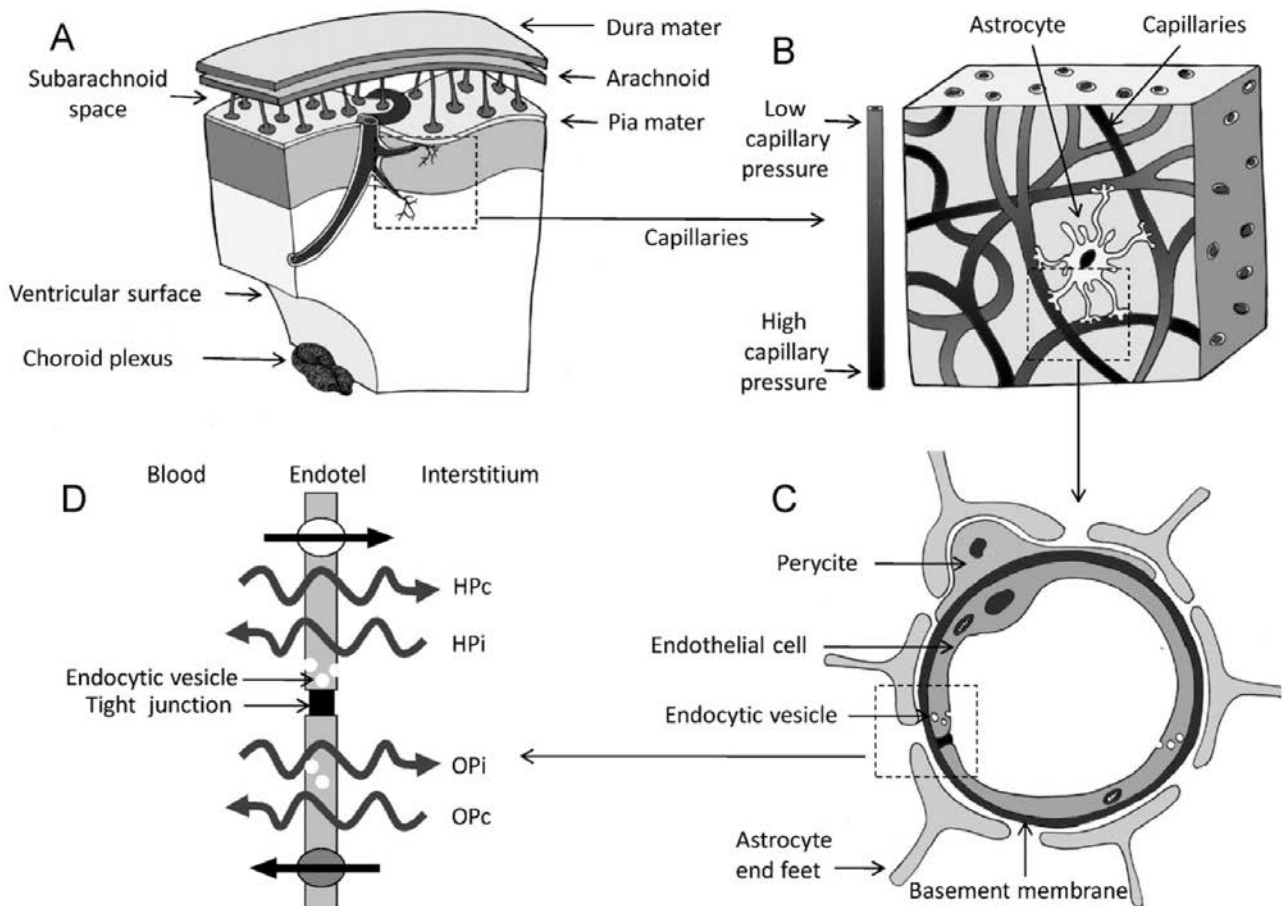 A
Dura mater
Subarachnoid
space
Arachnoid
Pia mater
Capillaries
Ventricular surface
Choroid plexus
B
Astrocyte
Capillaries
Low
capillary
pressure
High
capillary
pressure
D
Blood
Endotel
Interstitium
HPc
HPi
Endocytic vesicle
Tight junction
OPi
OPc
C
Perycite
Endothelial cell
Endocytic vesicle
Astrocyte
end feet
Basement membrane